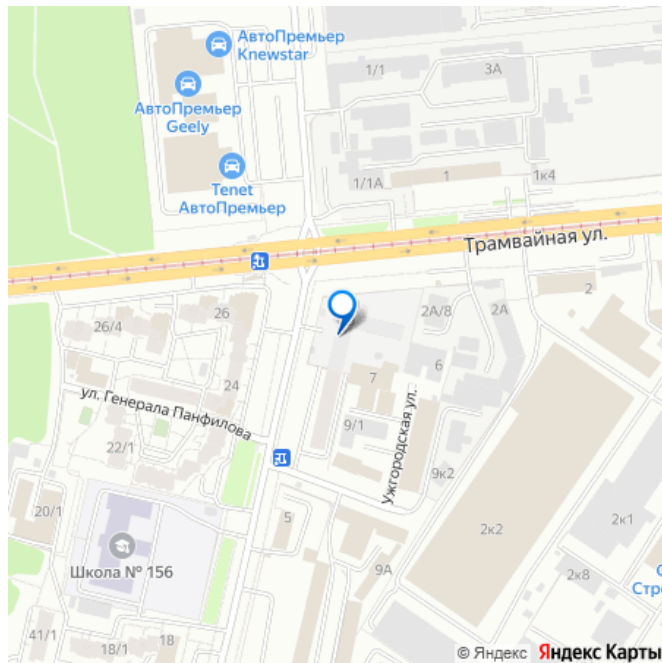 АвтоПремьер
Knewstar
1/1
3А
АвтоПремьер
Geely
Tenet
АвтоПремьер
1/1А
1
1к4
Трамвайная ул.
26/4
26
2А/8
2А
2
24
7
6
ул. Генерала Панфилова
9/1
Ужгородская ул.
22/1
9к2
20/1
5
2к2
2к1
Школа № 156
9А
2к8
С
Стро
41/1
18/1
18
© Яндекс Яндекс Карты